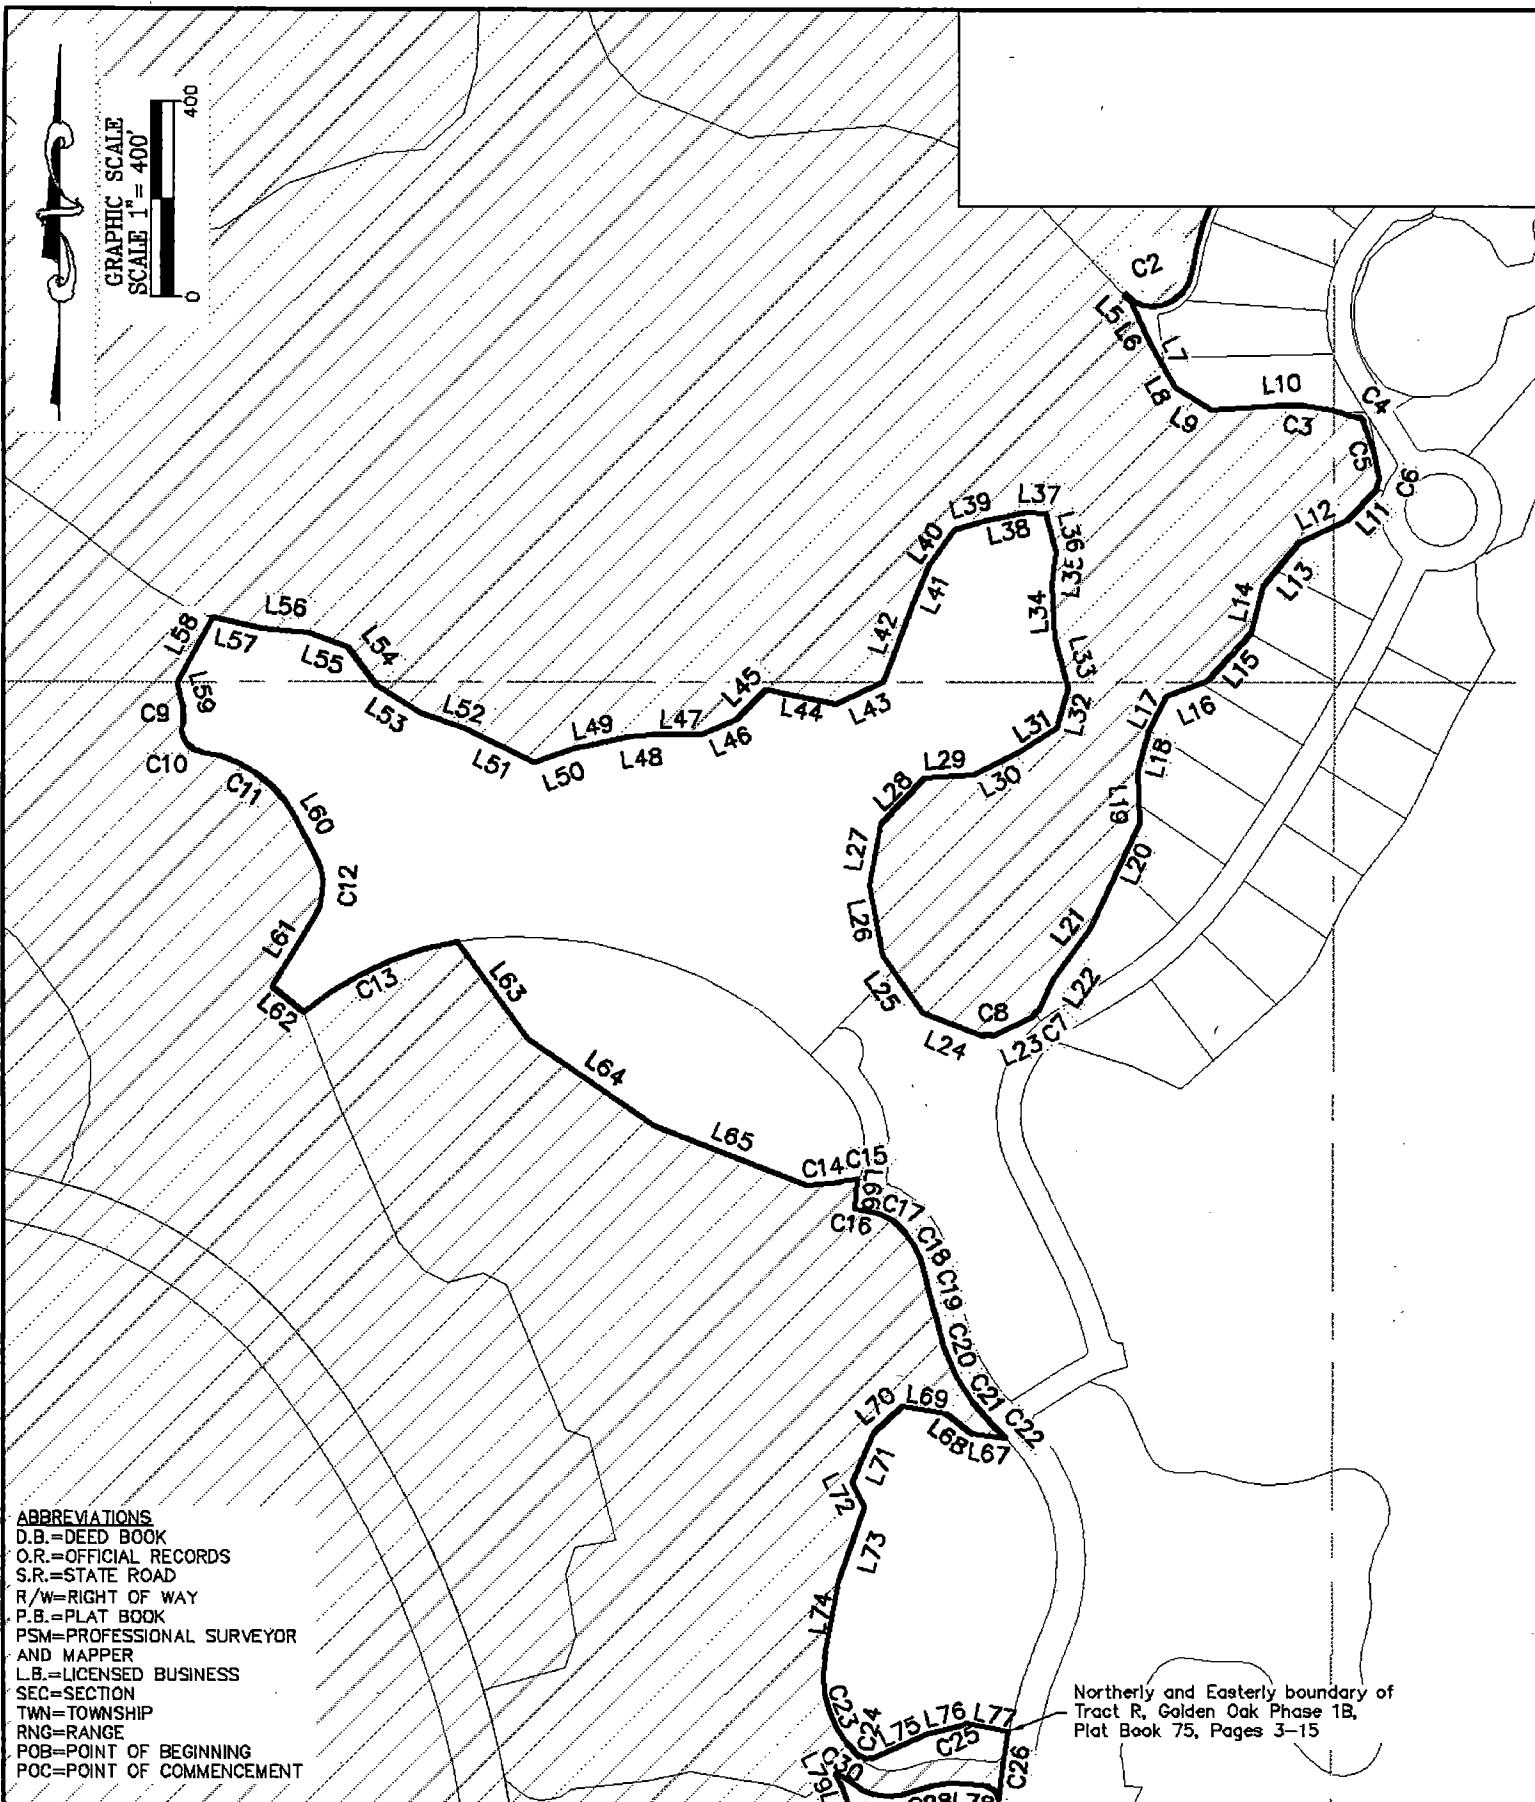 GRAPHIC SCALE
SCALE 1"= 400'
0
400
C2
L5
L6
L7
L8
L9
L10
C3
C4
C5
C6
L11
L12
L13
L14
L15
L16
L17
L18
L19
L20
L21
L22
C7
L23
C8
L24
L25
L26
L27
L28
L29
L30
L31
L32
L33
L34
L35
L36
L37
L38
L39
L40
L41
L42
L43
L44
L45
L46
L47
L48
L49
L50
L51
L52
L53
L54
L55
L56
L57
L58
L59
C9
C10
C11
L60
C12
L61
L62
C13
L63
L64
L65
C14
C15
L66
C16
C17
C18
C19
C20
C21
C22
L67
L68
L69
L70
L71
L72
L73
L74
C23
C24
L75
L76
C25
L77
C26
C30
L79
C28
L78
Northerly and Easterly boundary of
Tract R, Golden Oak Phase 1B,
Plat Book 75, Pages 3-15
ABBREVIATIONS
D.B.=DEED BOOK
O.R.=OFFICIAL RECORDS
S.R.=STATE ROAD
R/W=RIGHT OF WAY
P.B.=PLAT BOOK
PSM=PROFESSIONAL SURVEYOR
AND MAPPER
L.B.=LICENSED BUSINESS
SEC=SECTION
TWN=TOWNSHIP
RNG=RANGE
POB=POINT OF BEGINNING
POC=POINT OF COMMENCEMENT